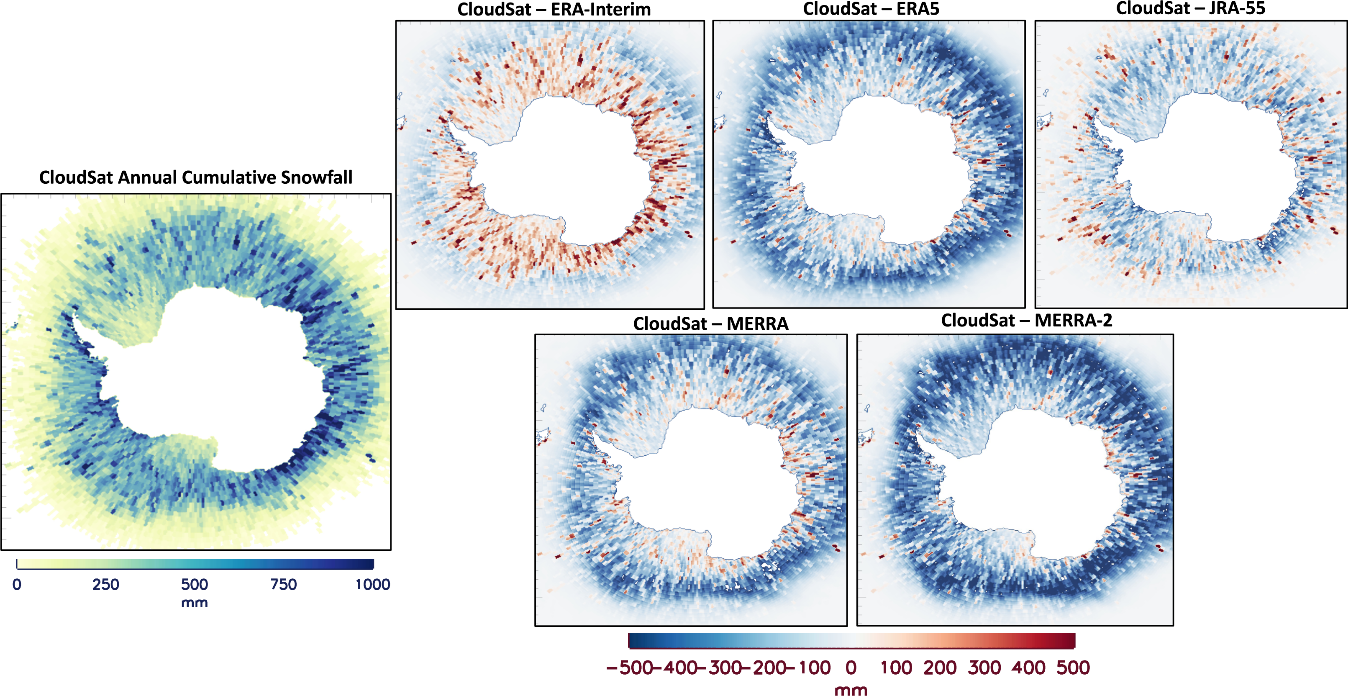 CloudSat – ERA-Interim
CloudSat – ERA5
CloudSat – JRA-55
CloudSat Annual Cumulative Snowfall
CloudSat – MERRA
CloudSat – MERRA-2
0 250 500 750 1000
mm
-500-400-300-200-100 0 100 200 300 400 500
mm